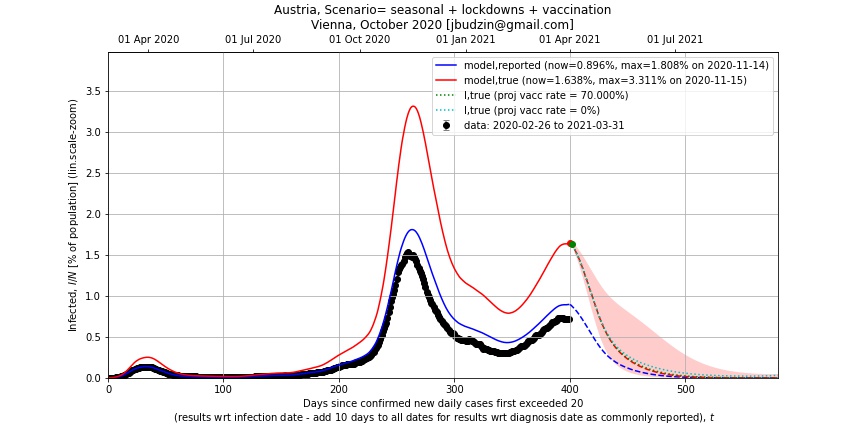 Austria, Scenario= seasonal + lockdowns + vaccination
Vienna, October 2020 [jbudzin@gmail.com]
01 Apr 2020 01 Jul 2020 01 Oct 2020 01 Jan 2021 01 Apr 2021 01 Jul 2021
model,reported (now=0.896%, max=1.808% on 2020-11-14)
model,true (now=1.638%, max=3.311% on 2020-11-15)
I,true (proj vacc rate = 70.000%)
I,true (proj vacc rate = 0%)
data: 2020-02-26 to 2021-03-31
Infected, I/N [% of population] (lin.scale-zoom)
3.5
3.0
2.5
2.0
1.5
1.0
0.5
0.0
0 100 200 300 400 500
Days since confirmed new daily cases first exceeded 20
(results wrt infection date - add 10 days to all dates for results wrt diagnosis date as commonly reported), t